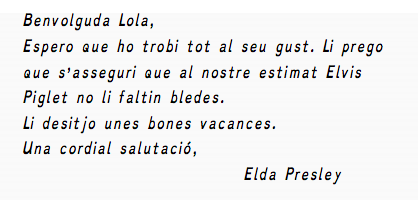 Benvolguda Lola,
Espero que ho trobi tot al seu gust. Li prego
que s'asseguri que al nostre estimat Elvis
Piglet no li faltin bledes.
Li desitjo unes bones vacances.
Una cordial salutació,
Elda Presley